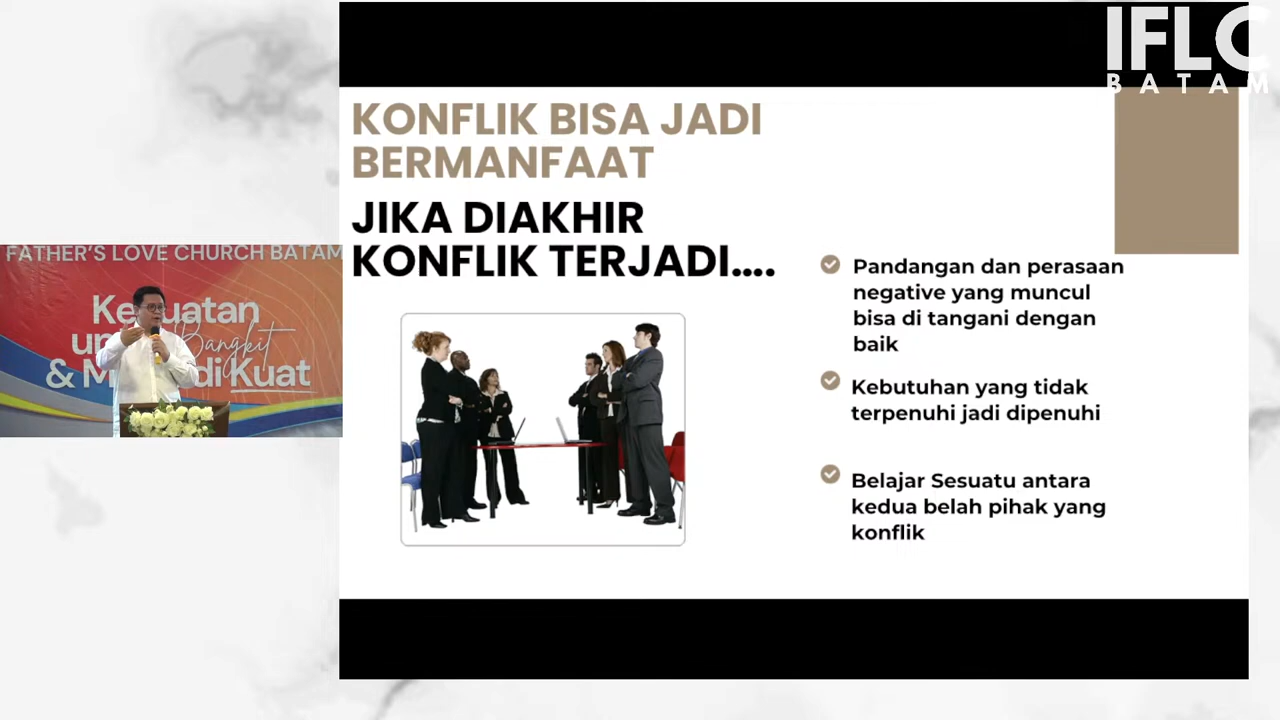 IFLC
BATAM
KONFLIK BISA JADI
BERMANFAAT
JIKA DIAKHIR
KONFLIK TERJADI....
Pandangan dan perasaan
negative yang muncul
bisa di tangani dengan
baik
Kebutuhan yang tidak
terpenuhi jadi dipenuhi
Belajar Sesuatu antara
kedua belah pihak yang
konflik
FATHER'S LOVE CHURCH BATAM
Bangkit
& Kuat